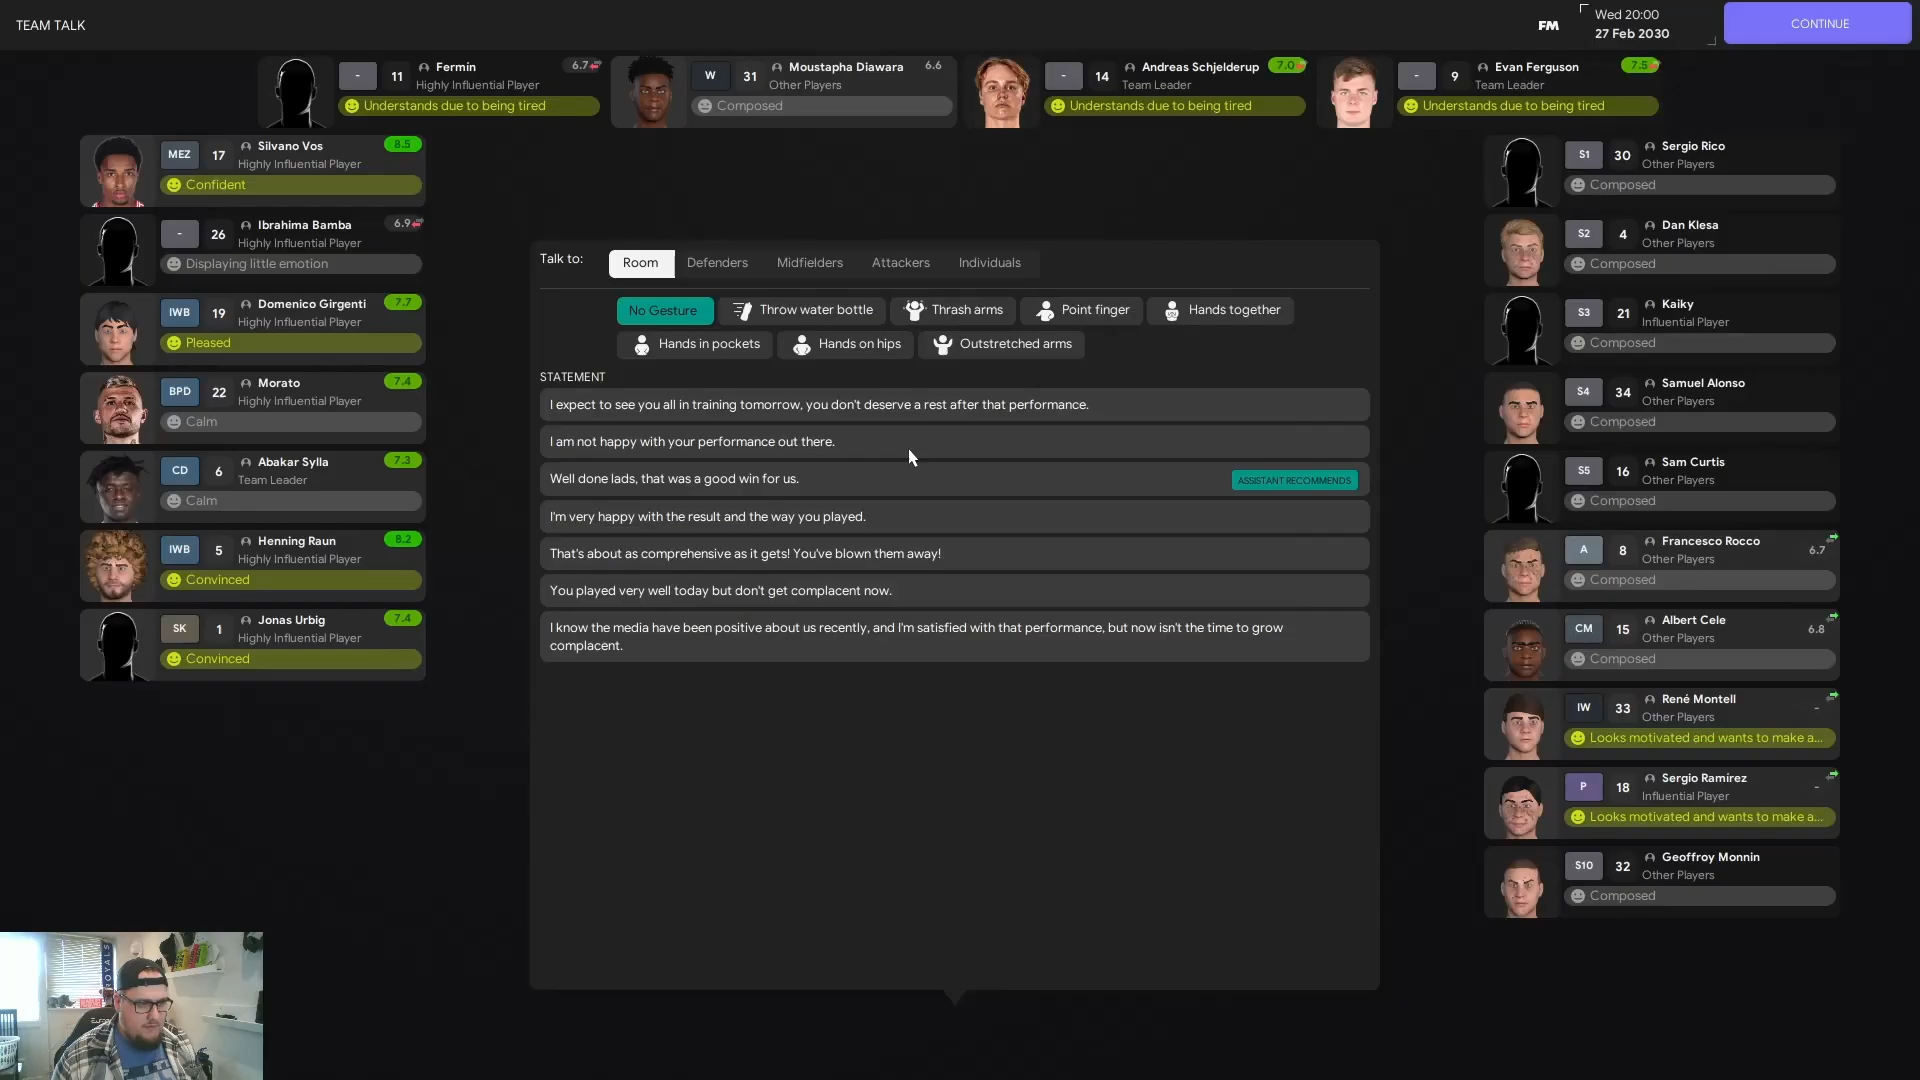 TEAM TALK
FM
Wed 20:00
27 Feb 2030
CONTINUE
- 11 Fermin 6.7
Highly Influential Player
Understands due to being tired
W 31 Moustapha Diawara 6.6
Other Players
Composed
- 14 Andreas Schjelderup 7.0
Team Leader
Understands due to being tired
- 9 Evan Ferguson 7.5
Team Leader
Understands due to being tired
MEZ 17 Silvano Vos 8.5
Highly Influential Player
Confident
- 26 Ibrahima Bamba 6.9
Highly Influential Player
Displaying little emotion
IWB 19 Domenico Girgenti 7.7
Highly Influential Player
Pleased
BPD 22 Morato 7.4
Highly Influential Player
Calm
CD 6 Abakar Sylla 7.3
Team Leader
Calm
IWB 5 Henning Raun 8.2
Highly Influential Player
Convinced
SK 1 Jonas Urbig 7.4
Highly Influential Player
Convinced
Talk to: Room Defenders Midfielders Attackers Individuals
No Gesture Throw water bottle Thrash arms Point finger Hands together
Hands in pockets Hands on hips Outstretched arms
STATEMENT
I expect to see you all in training tomorrow, you don't deserve a rest after that performance.
I am not happy with your performance out there.
Well done lads, that was a good win for us. ASSISTANT RECOMMENDS
I'm very happy with the result and the way you played.
That's about as comprehensive as it gets! You've blown them away!
You played very well today but don't get complacent now.
I know the media have been positive about us recently, and I'm satisfied with that performance, but now isn't the time to grow
complacent.
S1 30 Sergio Rico
Other Players
Composed
S2 4 Dan Klesa
Other Players
Composed
S3 21 Kaiky
Influential Player
Composed
S4 34 Samuel Alonso
Other Players
Composed
S5 16 Sam Curtis
Other Players
Composed
A 8 Francesco Rocco 6.7
Other Players
Composed
CM 15 Albert Cele 6.8
Other Players
Composed
IW 33 René Montell -
Other Players
Looks motivated and wants to make a...
P 18 Sergio Ramírez -
Influential Player
Looks motivated and wants to make a...
S10 32 Geoffroy Monnin
Other Players
Composed
ROYALS